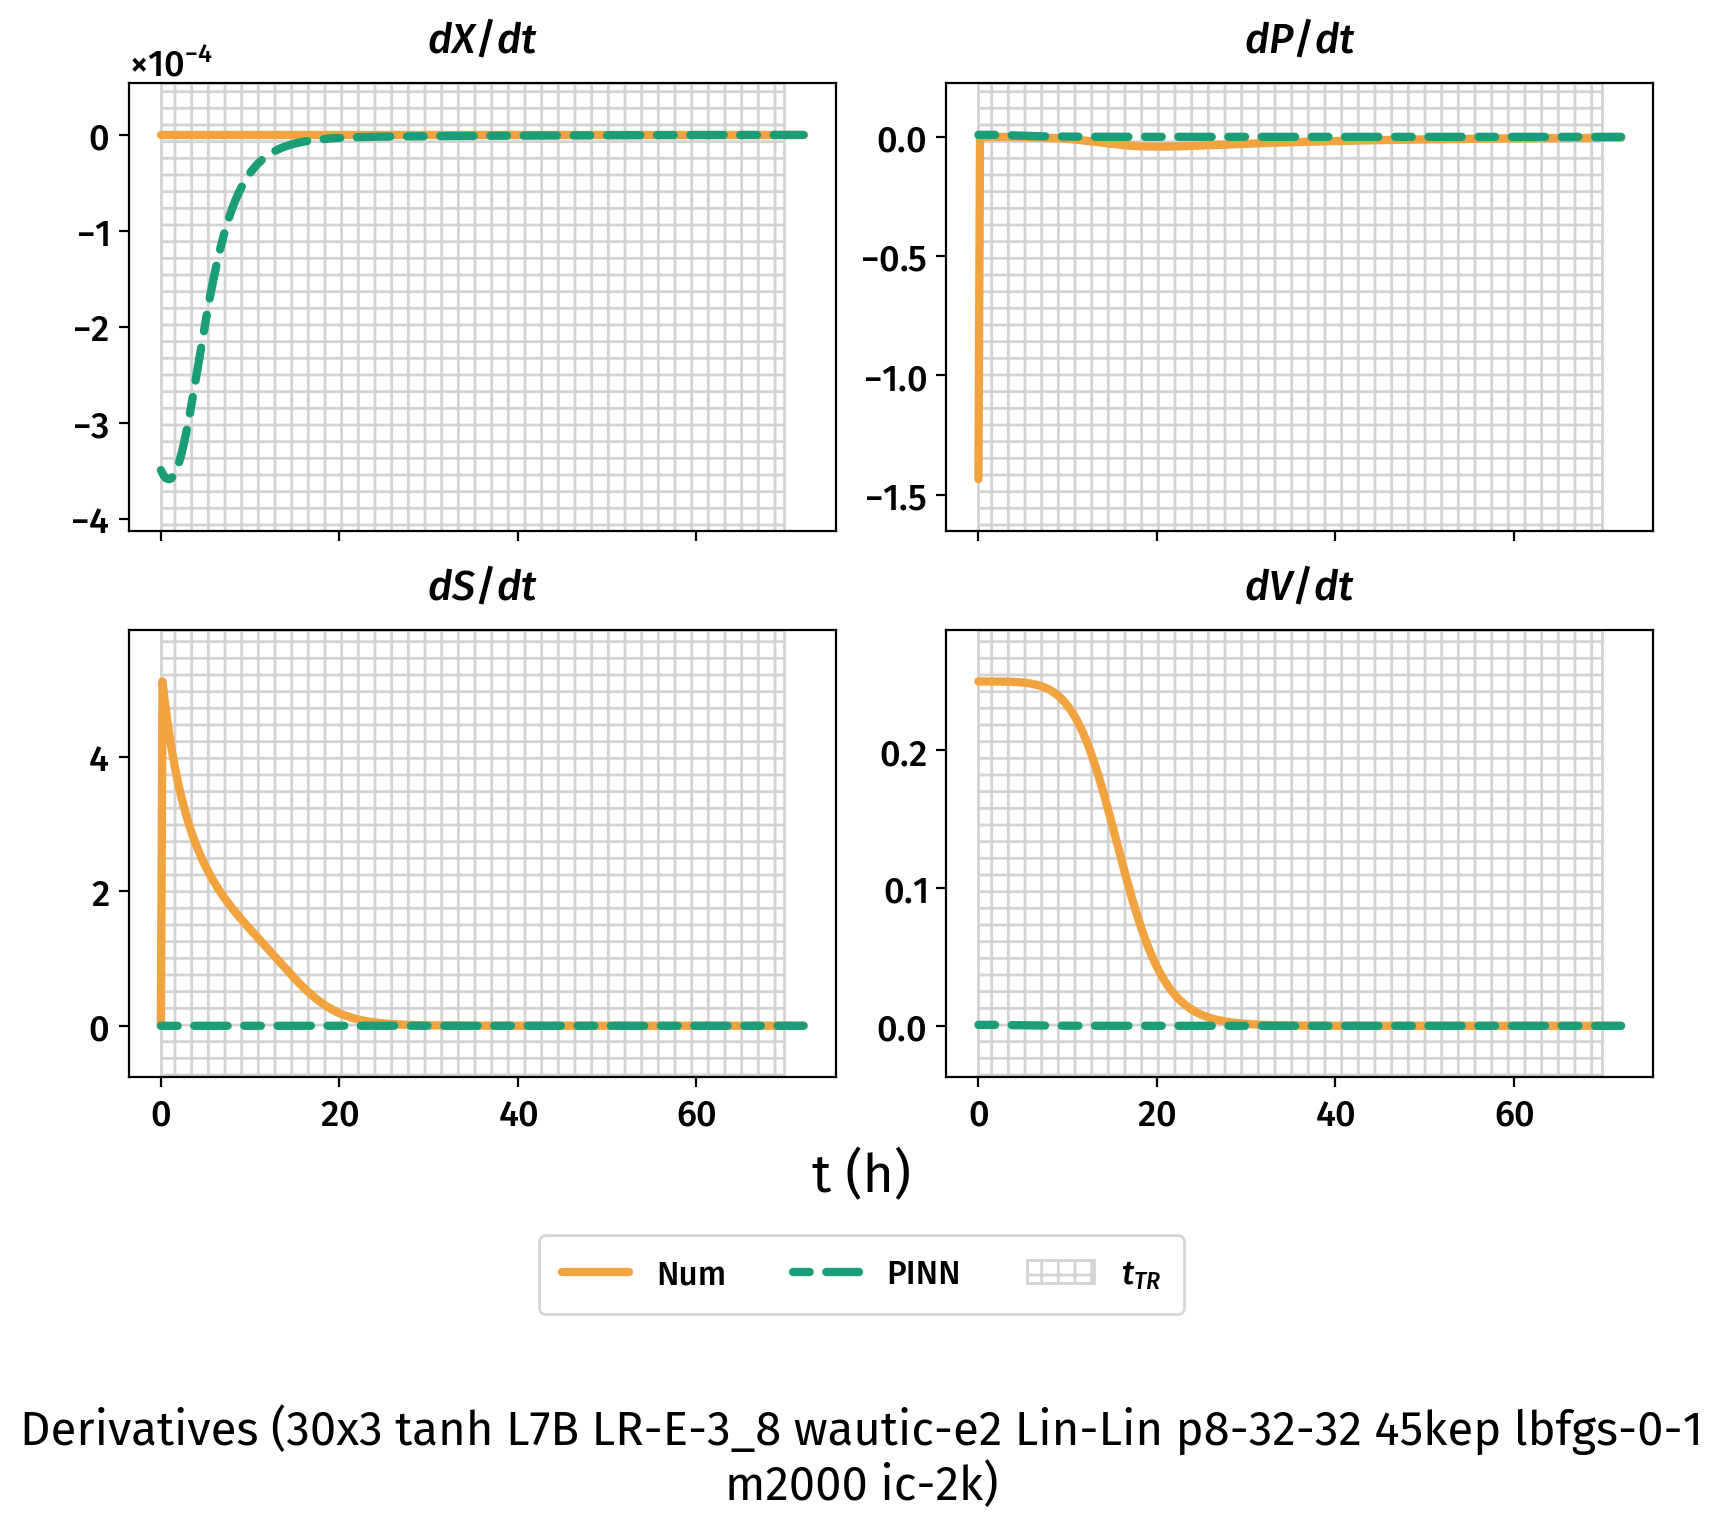 dX/dt
×10⁻⁴
0
−1
−2
−3
−4
dP/dt
0.0
−0.5
−1.0
−1.5
dS/dt
4
2
0
0 20 40 60
dV/dt
0.2
0.1
0.0
0 20 40 60
t (h)
Num PINN t_TR
Derivatives (30x3 tanh L7B LR-E-3_8 wautic-e2 Lin-Lin p8-32-32 45kep lbfgs-0-1
m2000 ic-2k)